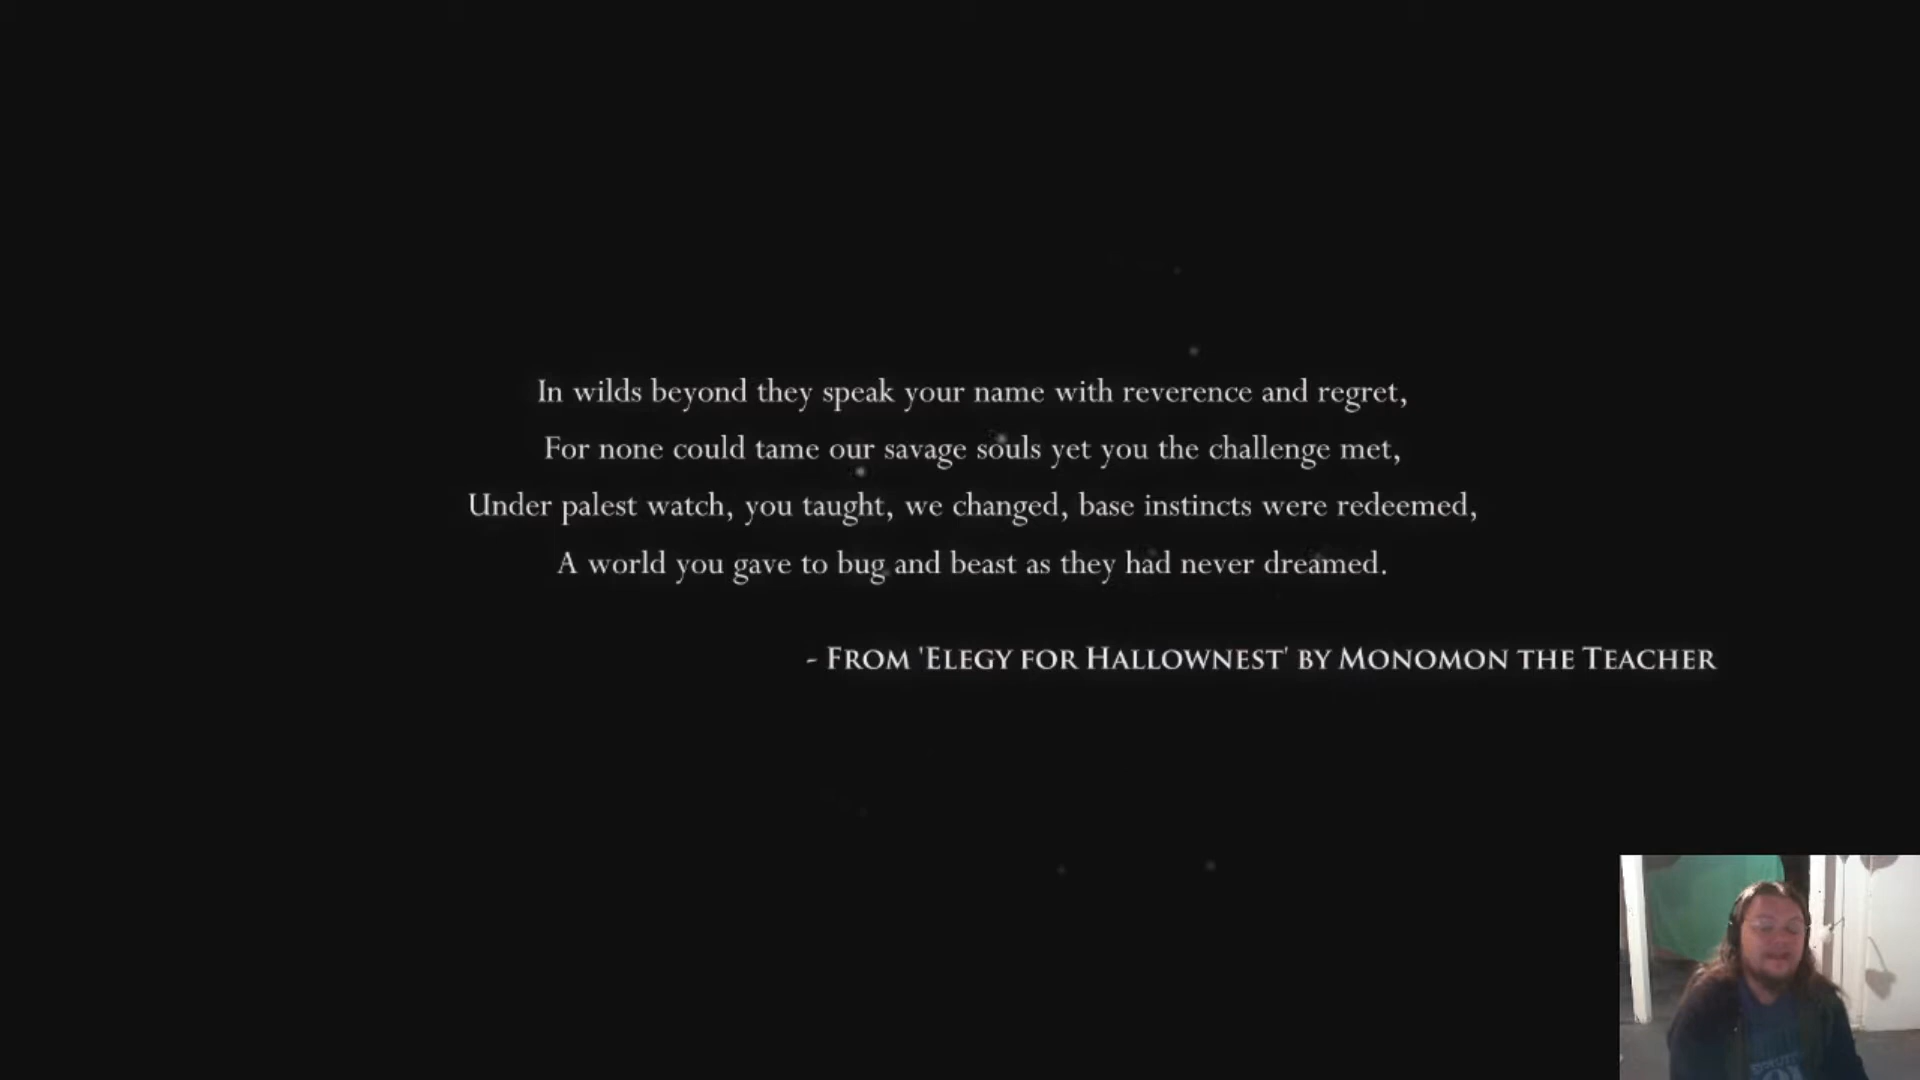 In wilds beyond they speak your name with reverence and regret,
For none could tame our savage souls yet you the challenge met,
Under palest watch, you taught, we changed, base instincts were redeemed,
A world you gave to bug and beast as they had never dreamed.
- From 'Elegy for Hallownest' by Monomon the Teacher